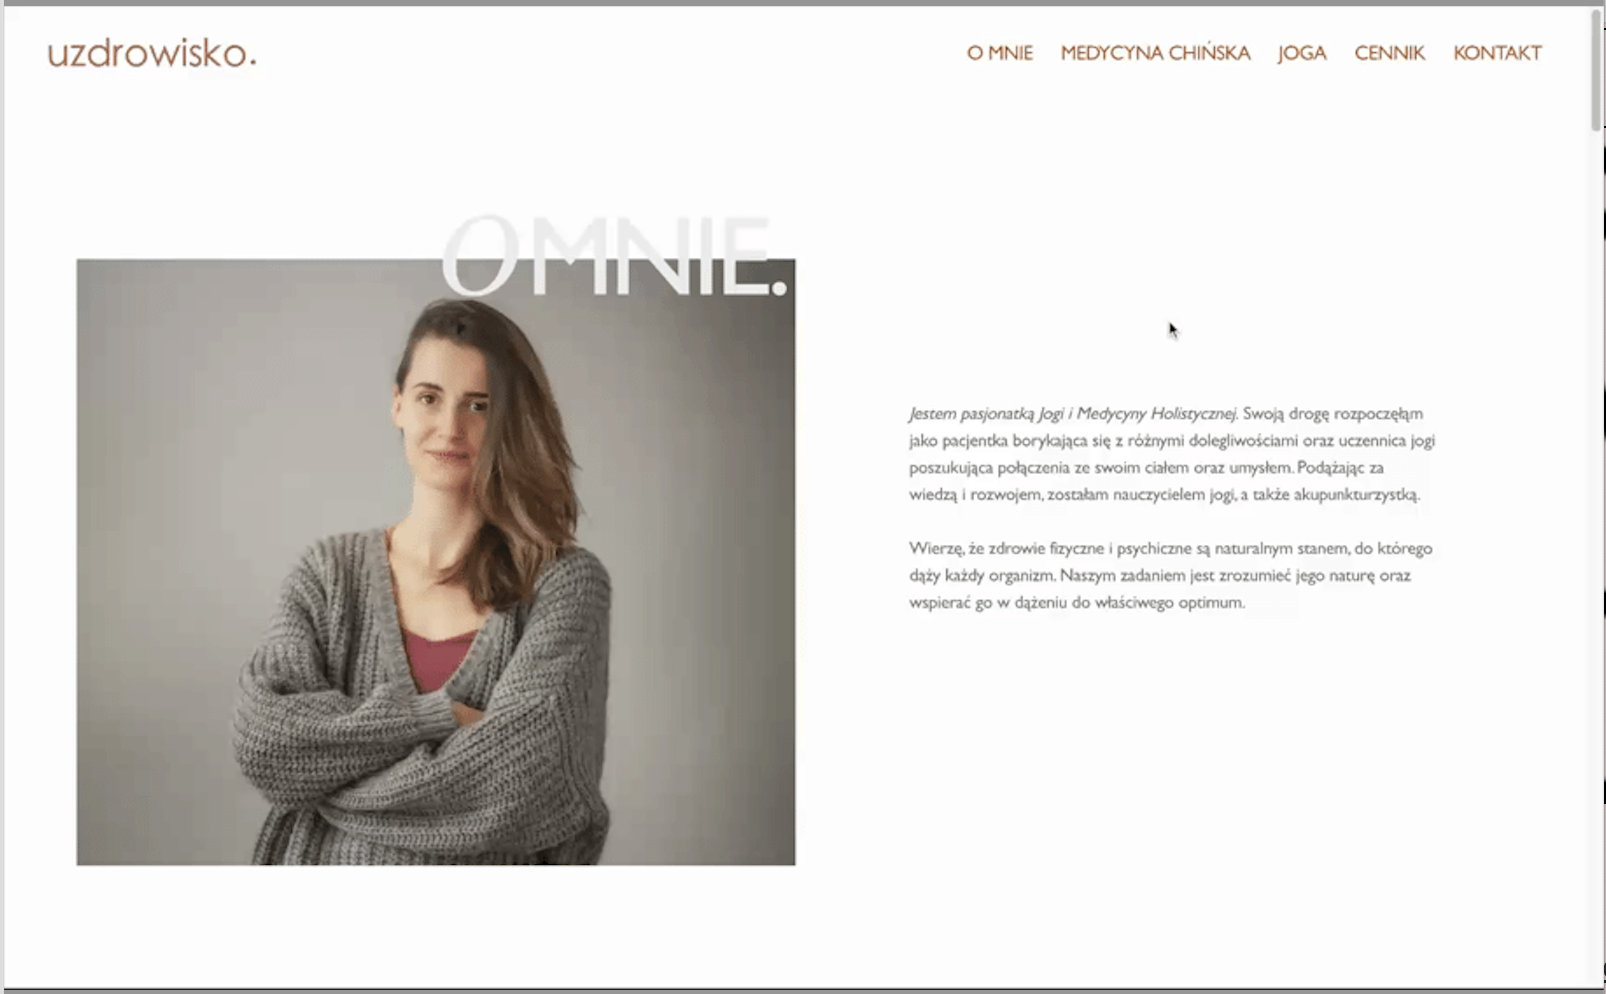 uzdrowisko.
O MNIE MEDYCYNA CHIŃSKA JOGA CENNIK KONTAKT
O MNIE.
Jestem pasjonatką Jogi i Medycyny Holistycznej. Swoją drogę rozpoczęłąm
jako pacjentka borykająca się z różnymi dolegliwościami oraz uczennica jogi
poszukująca połączenia ze swoim ciałem oraz umysłem. Podążając za
wiedzą i rozwojem, zostałam nauczycielem jogi, a także akupunkturzystką.
Wierzę, że zdrowie fizyczne i psychiczne są naturalnym stanem, do którego
dąży każdy organizm. Naszym zadaniem jest zrozumieć jego naturę oraz
wspierać go w dążeniu do właściwego optimum.